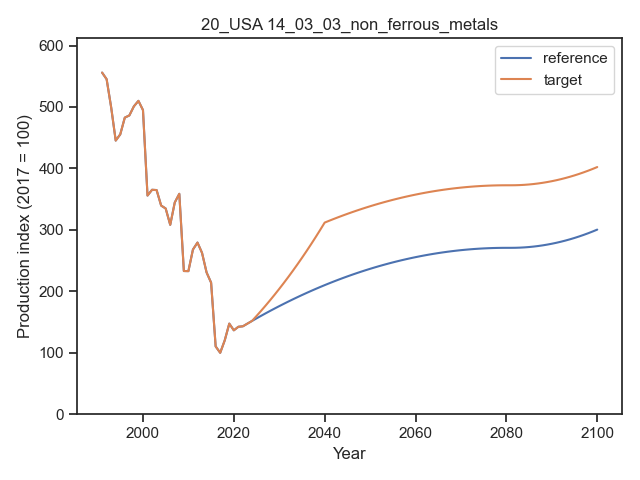 20_USA 14_03_03_non_ferrous_metals
600
500
400
300
200
100
0
Production index (2017 = 100)
reference
target
2000
2020
2040
2060
2080
2100
Year